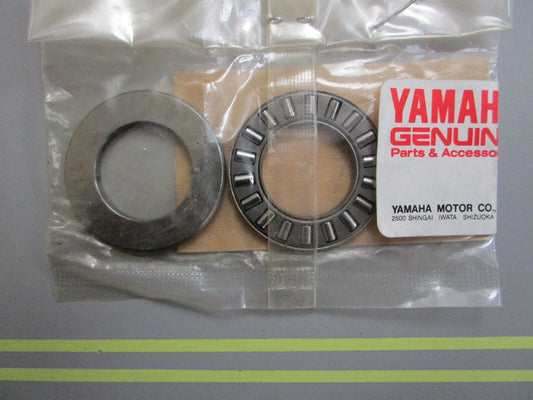 YAMAH
GENUIN
Parts & Accesso
YAMAHA MOTOR CO.,
2500 SHINGAI IWATA SHIZUOKA